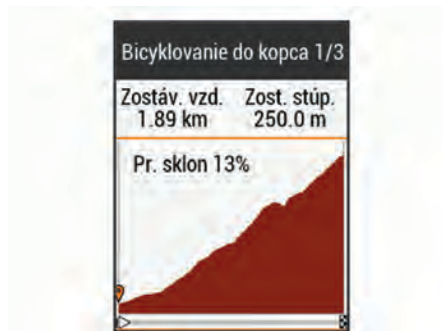 Bicyklovanie do kopca 1/3
Zostáv. vzd. Zost. stúp.
1.89 km 250.0 m
Pr. sklon 13%